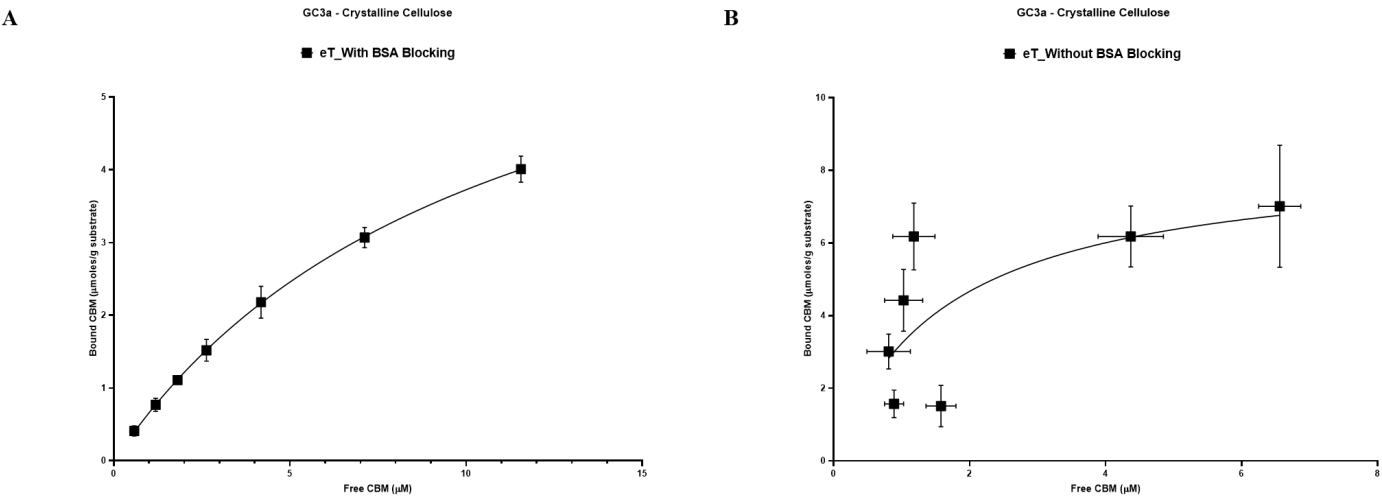 A
GC3a - Crystalline Cellulose
eT_With BSA Blocking
Bound CBM (μmoles/g substrate)
5
4
3
2
1
0
0
5
10
15
Free CBM (μM)
B
GC3a - Crystalline Cellulose
eT_Without BSA Blocking
Bound CBM (μmoles/g substrate)
10
8
6
4
2
0
0
2
4
6
8
Free CBM (μM)